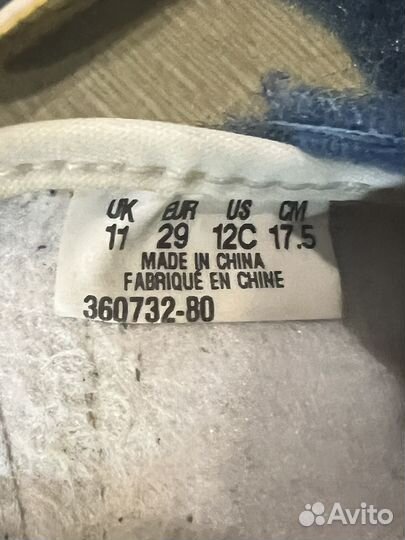 UK EUR US CM
11 29 12C 17.5
MADE IN CHINA
FABRIQUÉ EN CHINE
360732-80
Avito